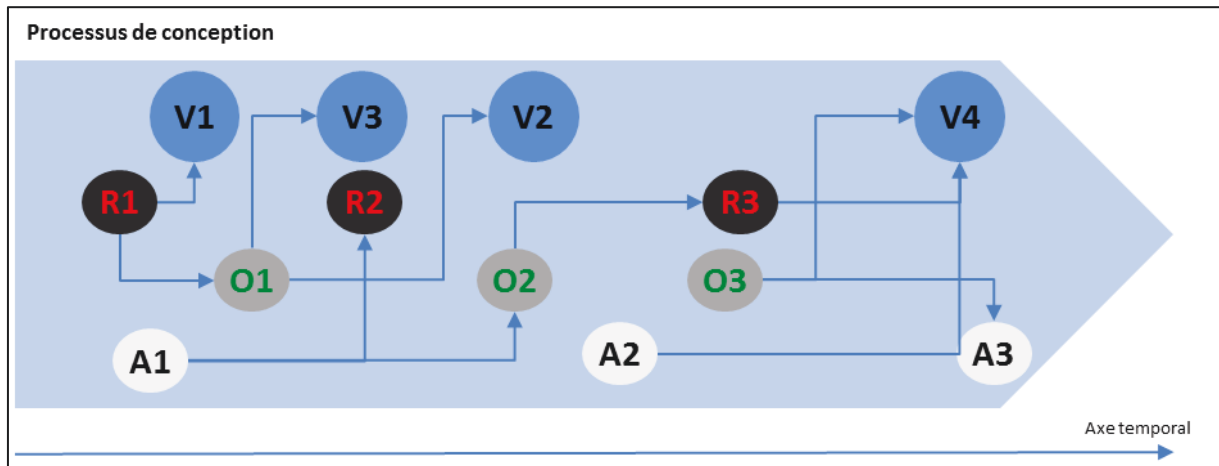 Processus de conception
V1
V3
V2
V4
R1
R2
R3
O1
O2
O3
A1
A2
A3
Axe temporal